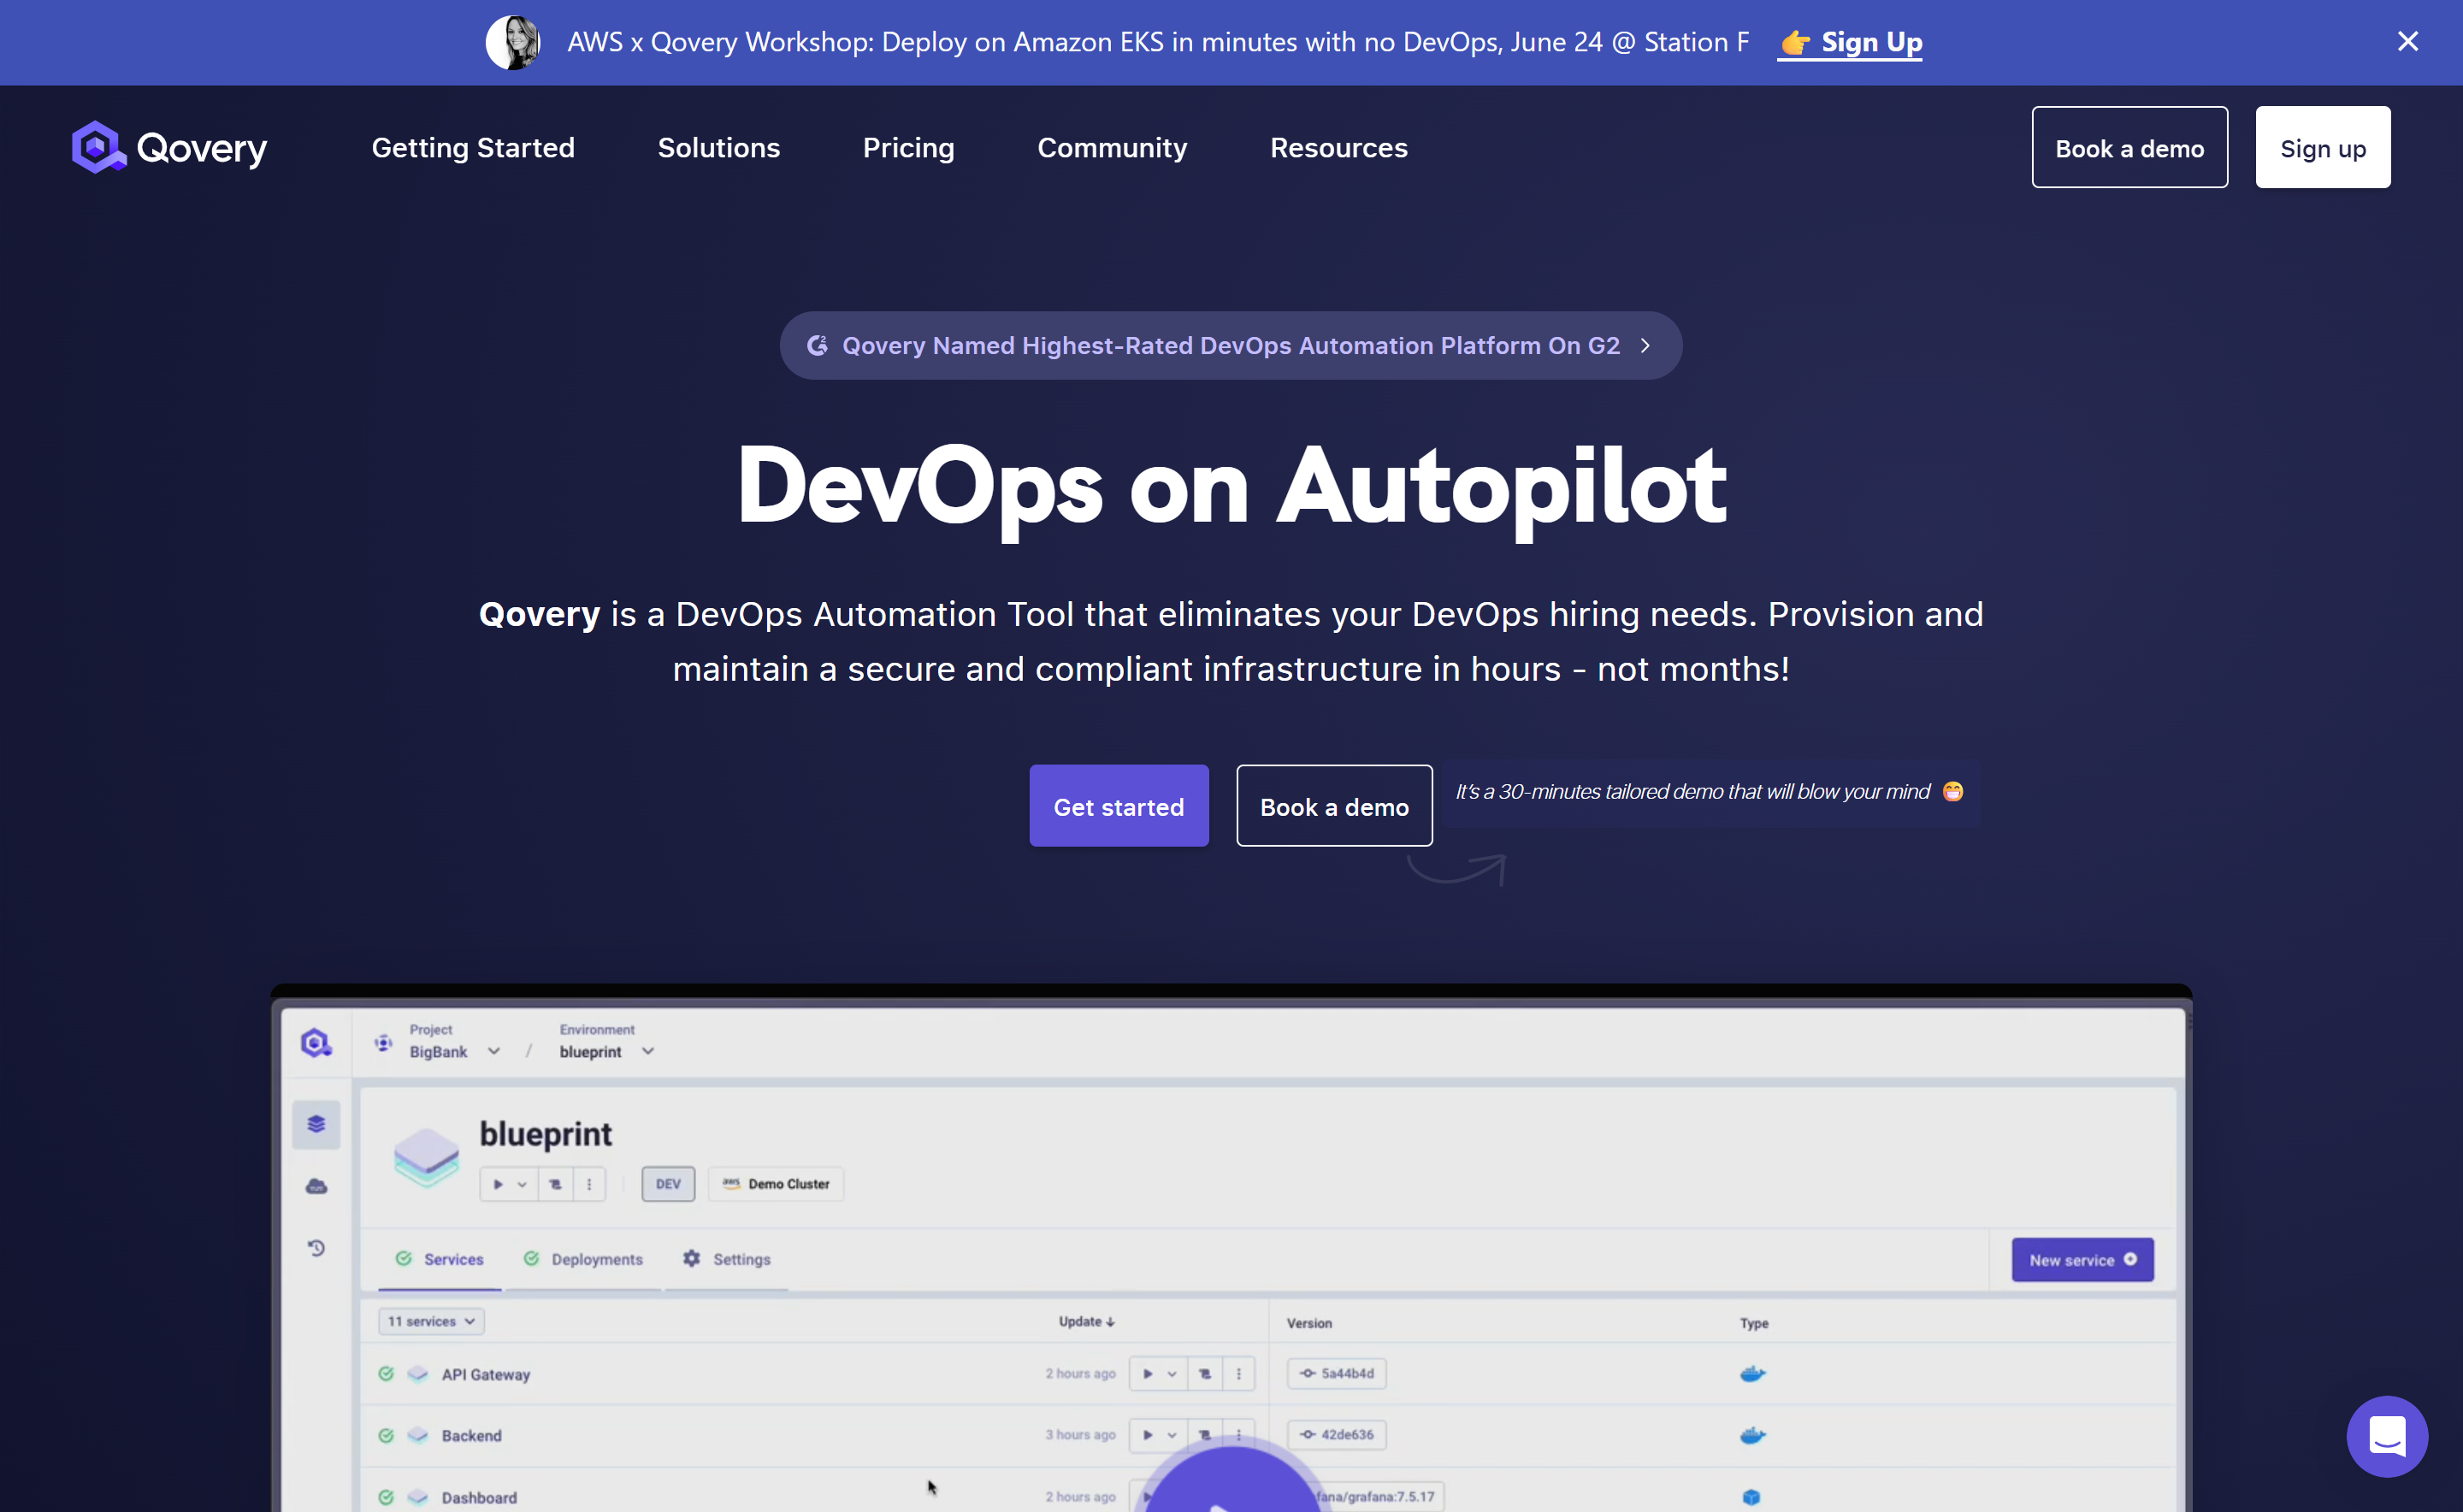 AWS x Qovery Workshop: Deploy on Amazon EKS in minutes with no DevOps, June 24 @ Station F 👉 Sign Up
Qovery
Getting Started
Solutions
Pricing
Community
Resources
Book a demo
Sign up
Qovery Named Highest-Rated DevOps Automation Platform On G2
DevOps on Autopilot
Qovery is a DevOps Automation Tool that eliminates your DevOps hiring needs. Provision and
maintain a secure and compliant infrastructure in hours - not months!
Get started
Book a demo
It's a 30-minutes tailored demo that will blow your mind 😁
Project
BigBank
/
Environment
blueprint
blueprint
DEV
aws Demo Cluster
Services
Deployments
Settings
New service
11 services
Update
Version
Type
API Gateway
2 hours ago
5a44b4d
Backend
3 hours ago
42de636
Dashboard
2 hours ago
fana/grafana:7.5.17